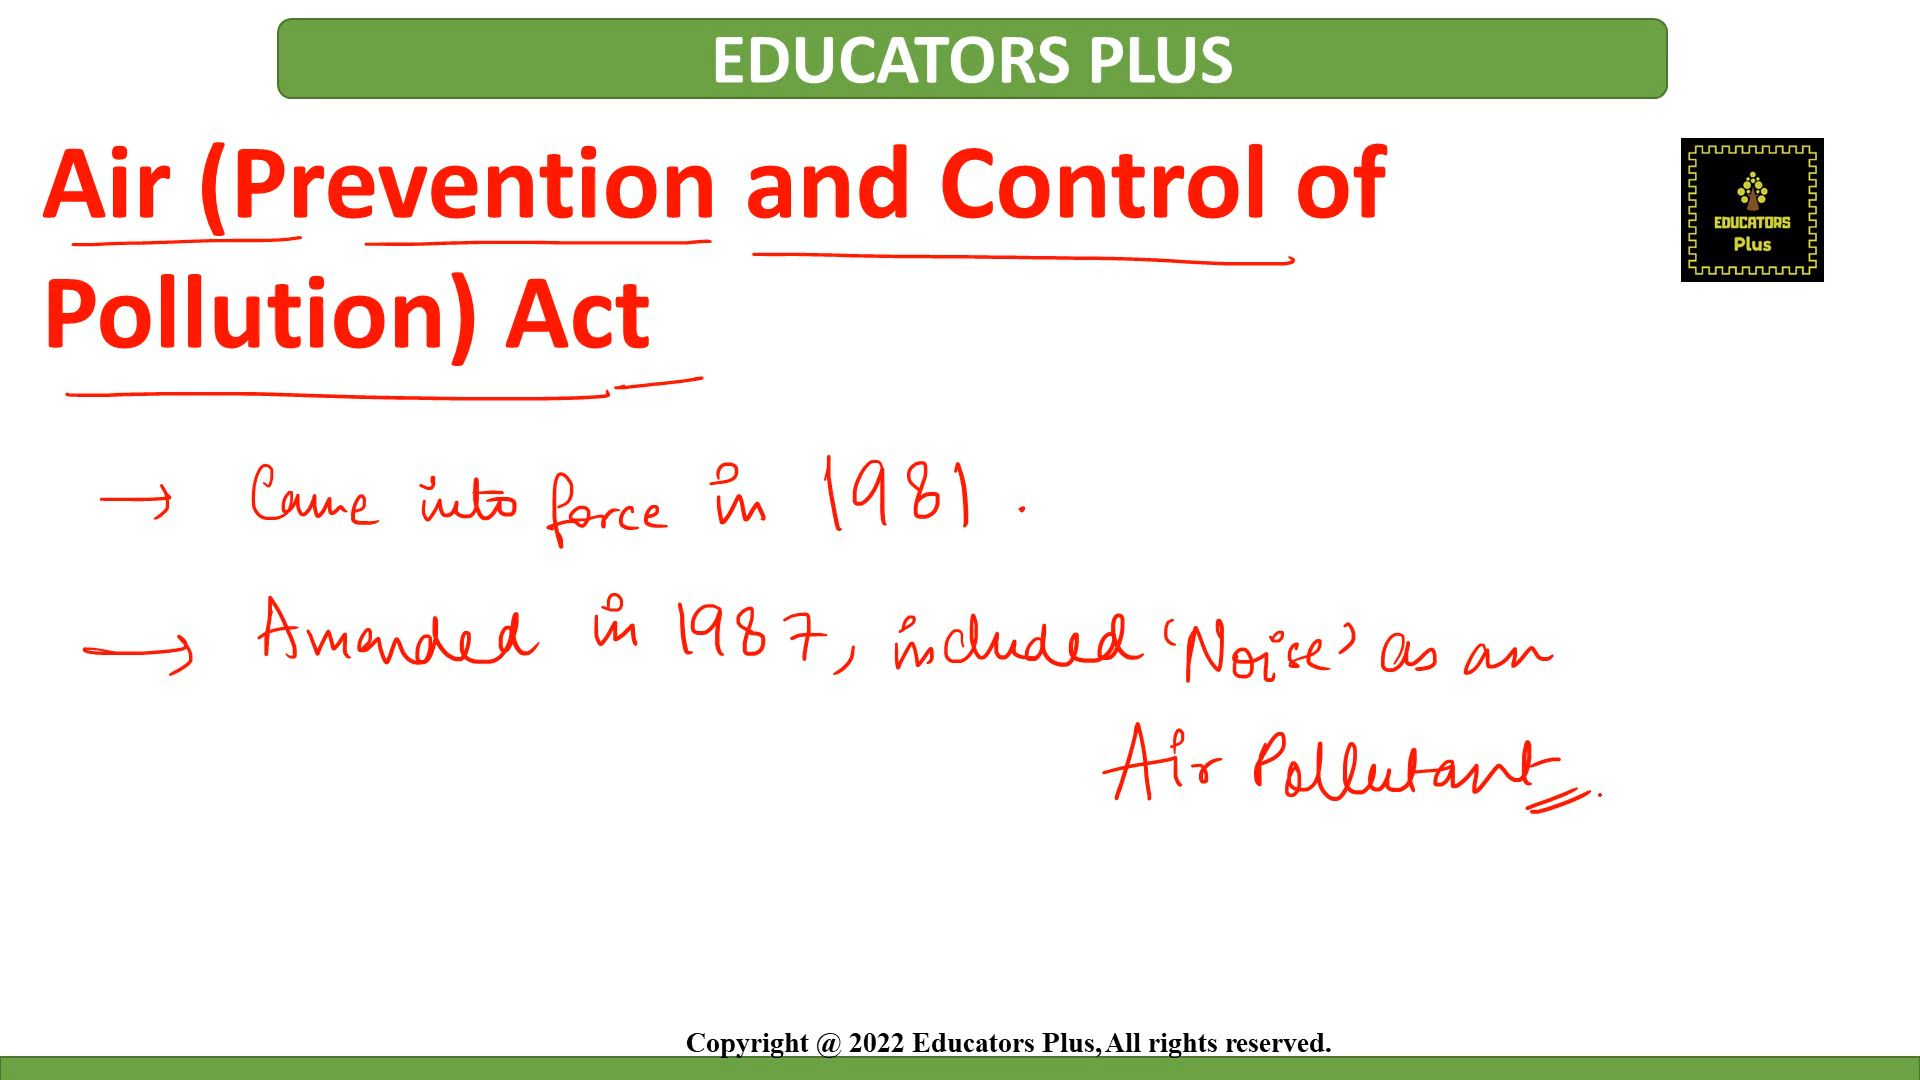 EDUCATORS PLUS
Air (Prevention and Control of
Pollution) Act
EDUCATORS
Plus
→ Came into force in 1981.
→ Amended in 1987, included 'Noise' as an
Air Pollutant.
Copyright @ 2022 Educators Plus, All rights reserved.